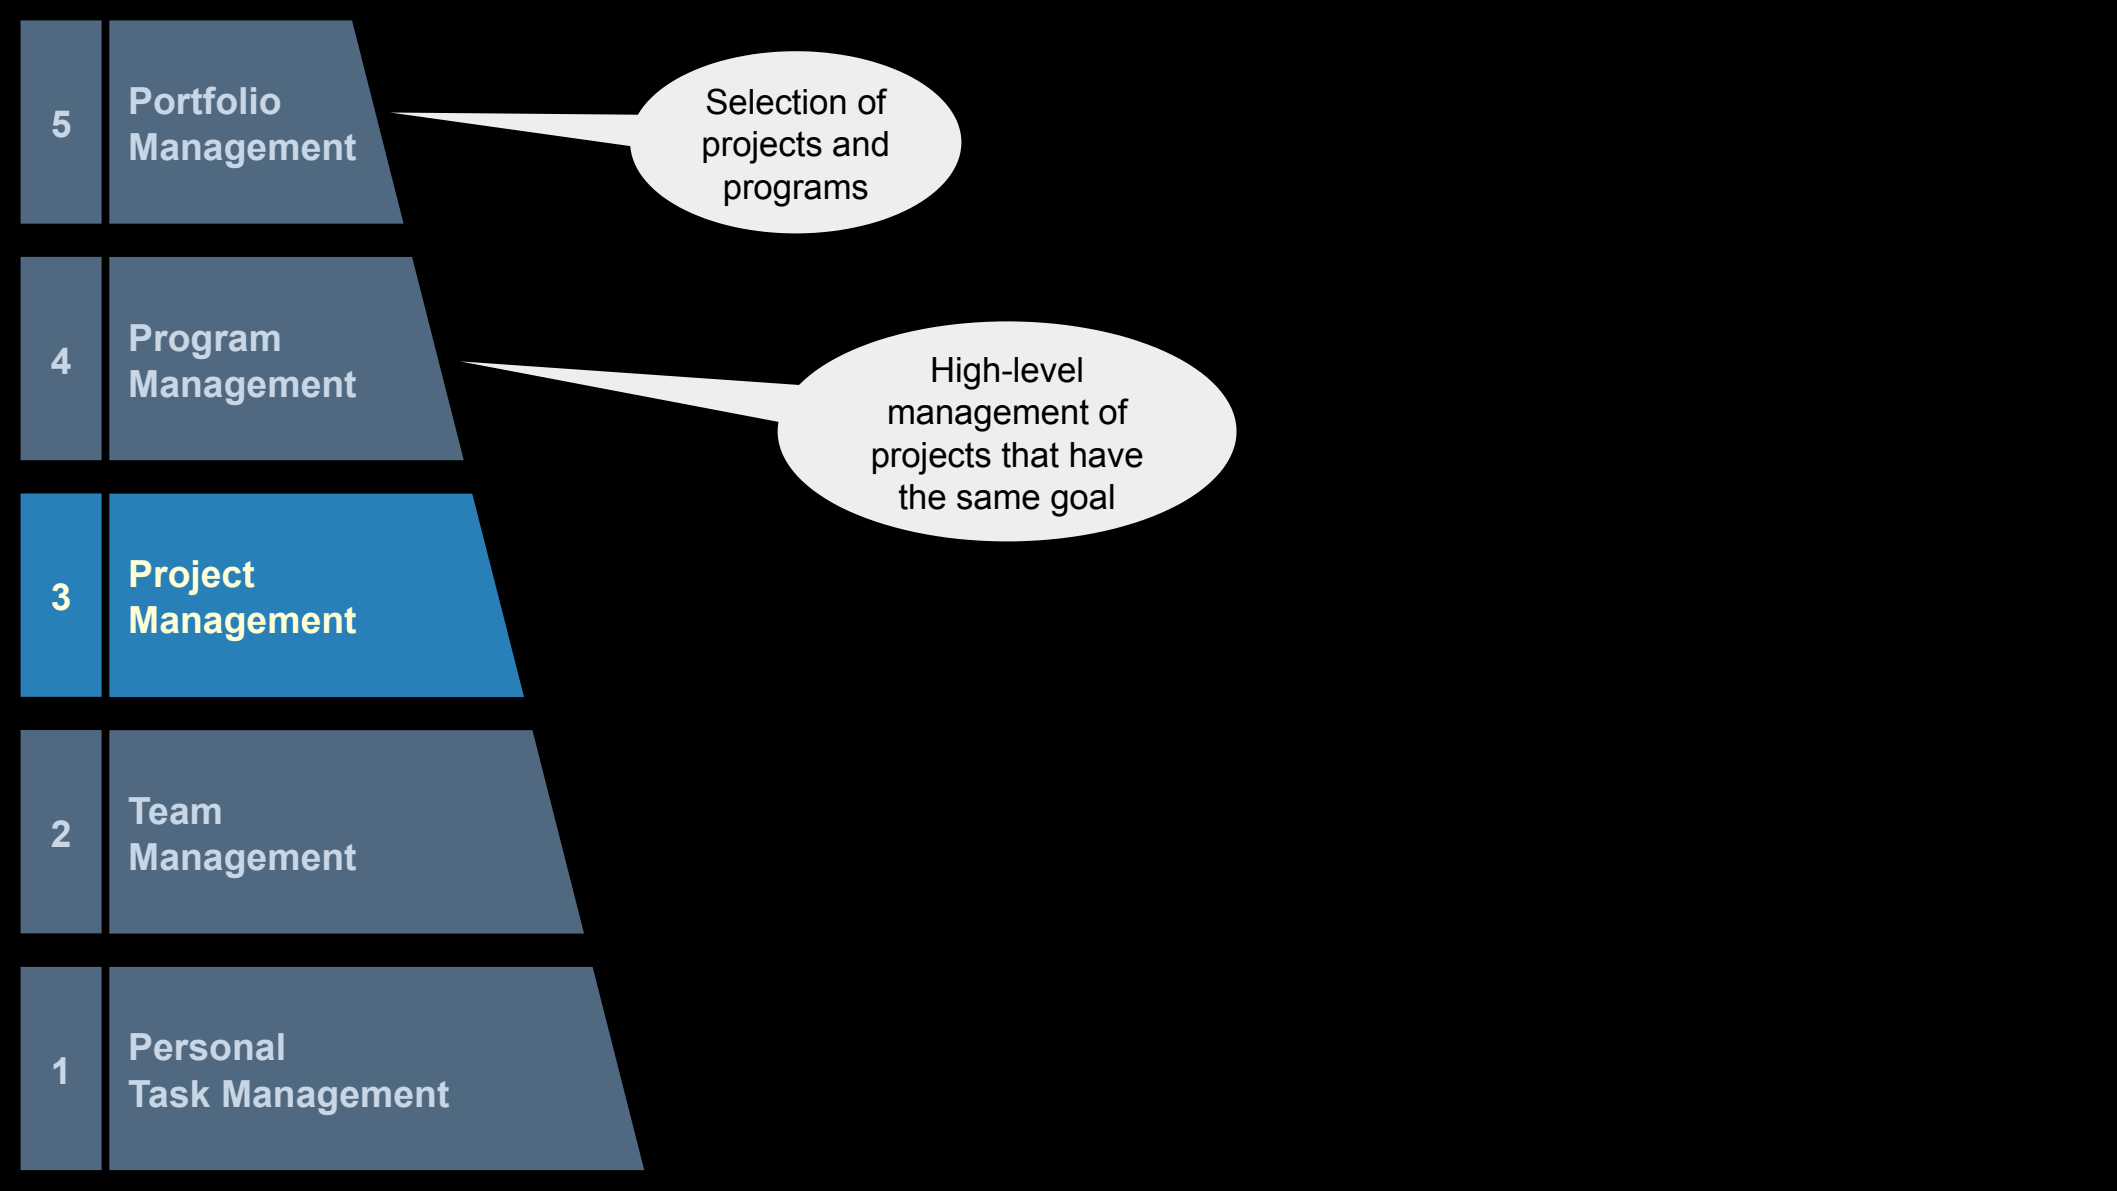 5
Portfolio
Management
Selection of
projects and
programs
4
Program
Management
High-level
management of
projects that have
the same goal
3
Project
Management
2
Team
Management
1
Personal
Task Management